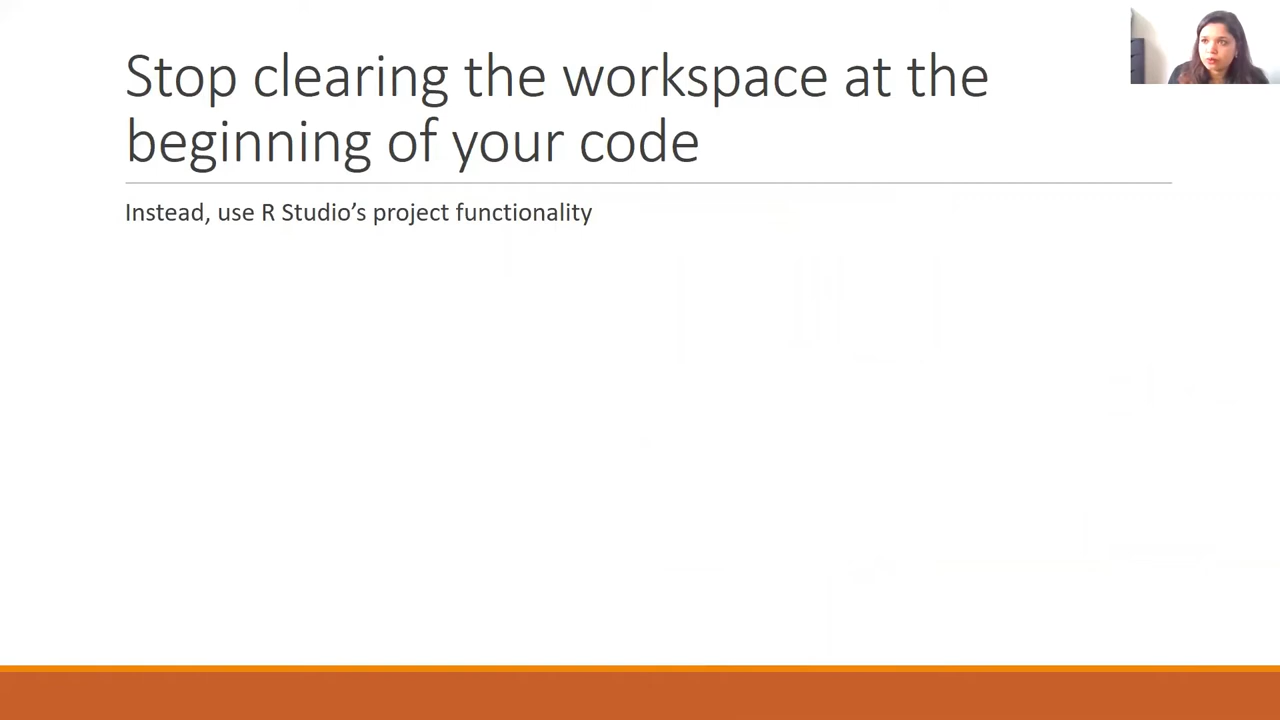 Stop clearing the workspace at the
beginning of your code
Instead, use R Studio’s project functionality